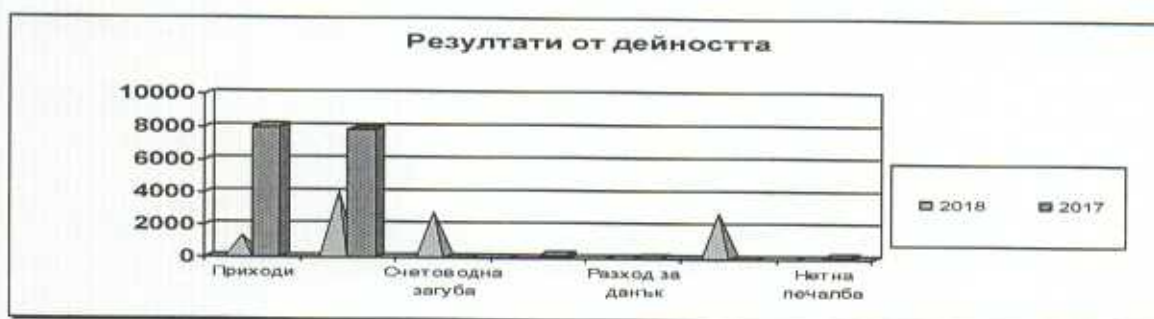 Резултати от дейността
10000
8000
6000
4000
2000
0
Приходи
Счетоводна загуба
Разход за данък
Нетна печалба
2018
2017